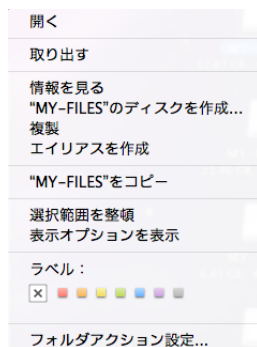 開く
取り出す
情報を見る
“MY-FILES”のディスクを作成...
複製
エイリアスを作成
“MY-FILES”をコピー
選択範囲を整頓
表示オプションを表示
ラベル：
フォルダアクション設定...